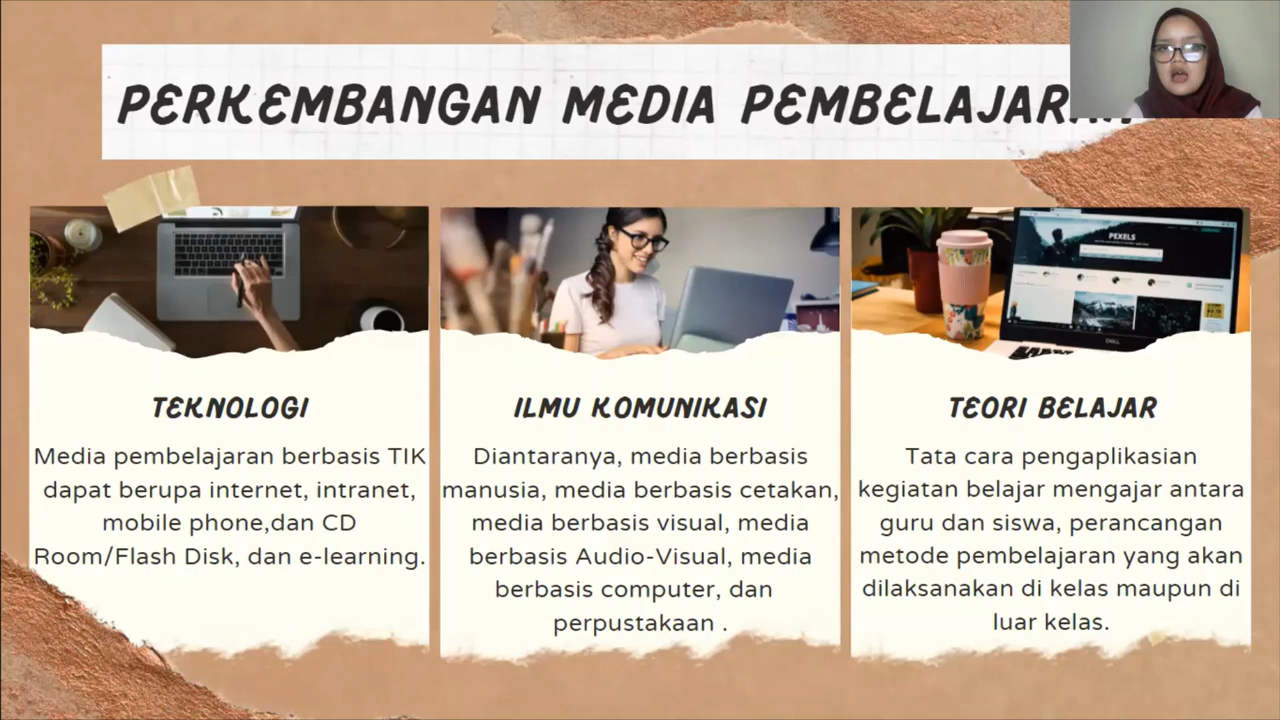 PERKEMBANGAN MEDIA PEMBELAJARAN
TEKNOLOGI
Media pembelajaran berbasis TIK
dapat berupa internet, intranet,
mobile phone,dan CD
Room/Flash Disk, dan e-learning.
ILMU KOMUNIKASI
Diantaranya, media berbasis
manusia, media berbasis cetakan,
media berbasis visual, media
berbasis Audio-Visual, media
berbasis computer, dan
perpustakaan .
PEXELS
DELL
TEORI BELAJAR
Tata cara pengaplikasian
kegiatan belajar mengajar antara
guru dan siswa, perancangan
metode pembelajaran yang akan
dilaksanakan di kelas maupun di
luar kelas.